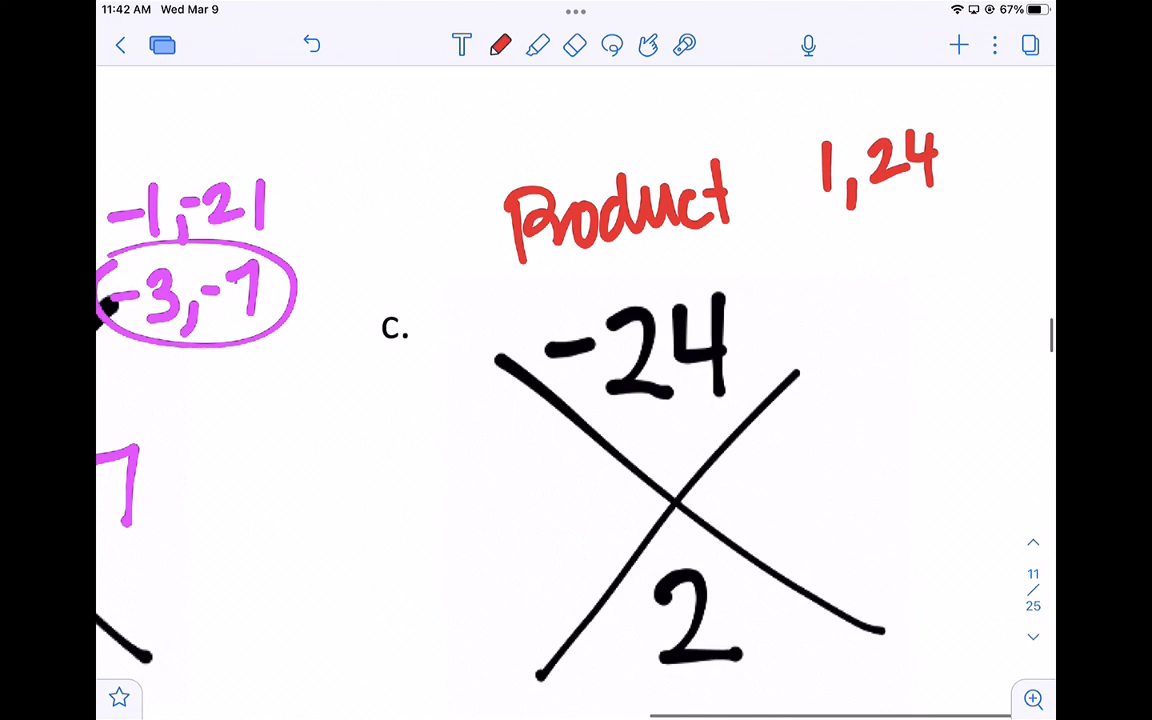 11:42 AM Wed Mar 9
67%
T
1,24
Product
-1,-21
-3,-7
c.
-24
7
2
11
/
25